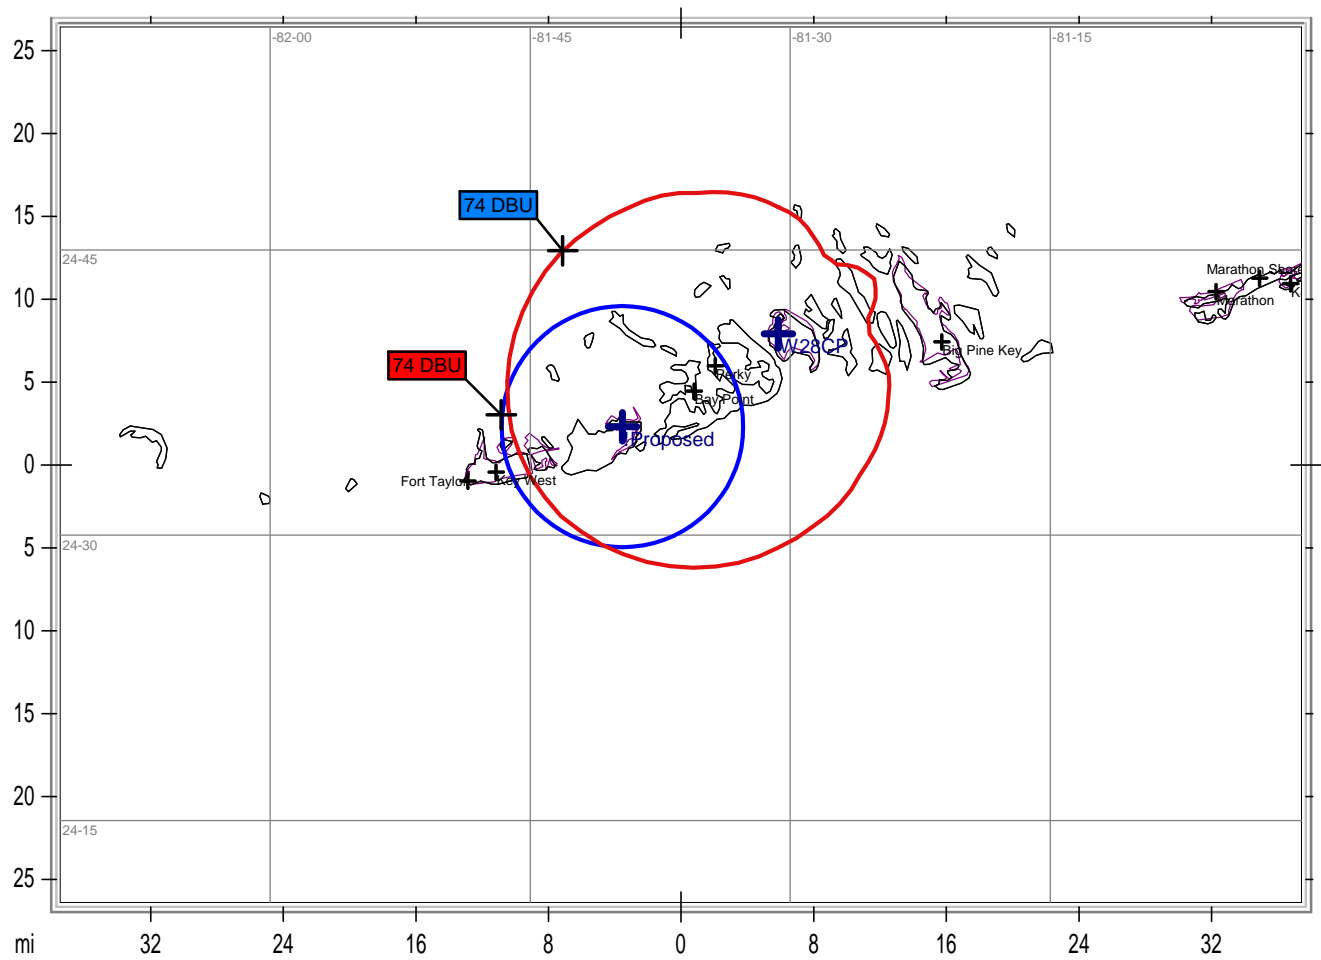 -82-00 -81-45 -81-30 -81-15
25
20
74 DBU
15
24-45
Marathon Shore
10
Marathon K
W28CP
Big Pine Key
74 DBU
Perky
5
Bay Point
Proposed
0
Fort Taylor Key West
24-30
5
10
15
20
24-15
25
mi 32 24 16 8 0 8 16 24 32